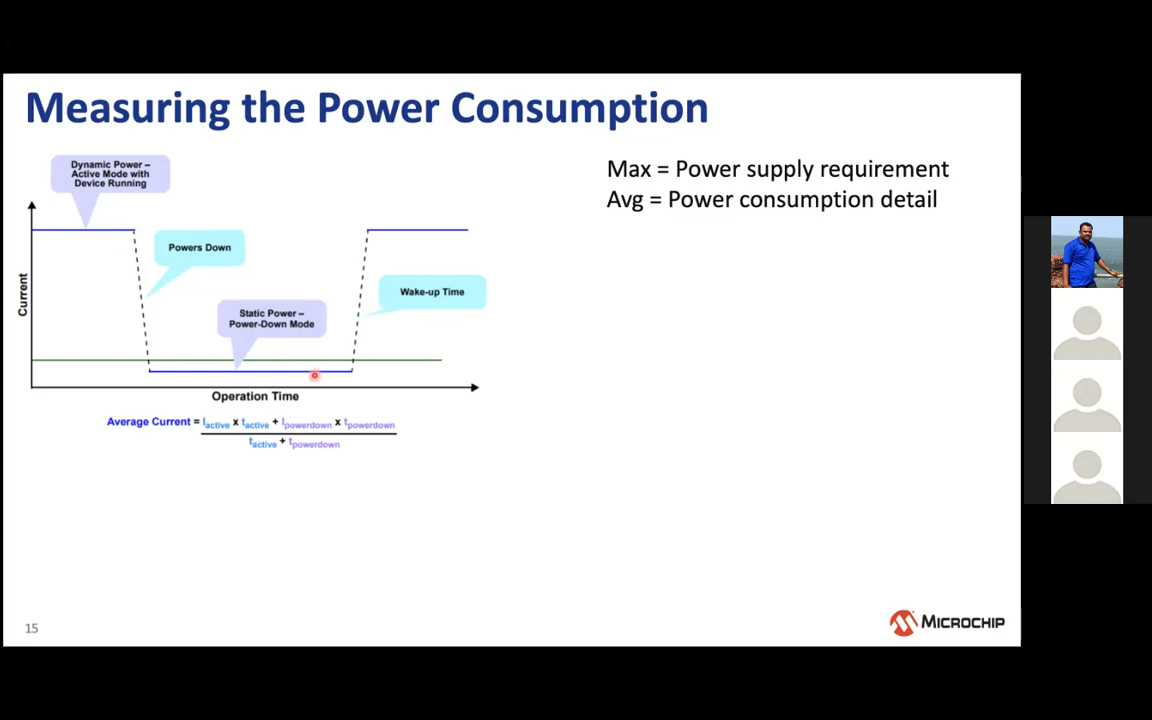 Measuring the Power Consumption
Dynamic Power –
Active Mode with
Device Running
Max = Power supply requirement
Avg = Power consumption detail
Powers Down
Wake-up Time
Static Power –
Power-Down Mode
Current
Operation Time
Average Current = Iactive x tactive + Ipowerdown x tpowerdown
tactive + tpowerdown
15
MICROCHIP